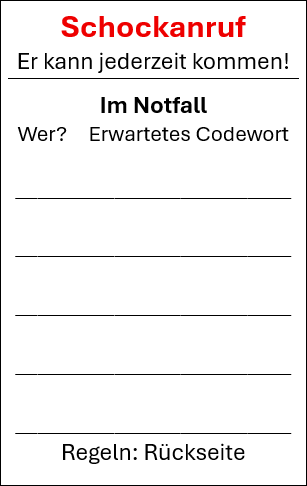 Schockanruf
Er kann jederzeit kommen!
Im Notfall
Wer? Erwartetes Codewort
Regeln: Rückseite